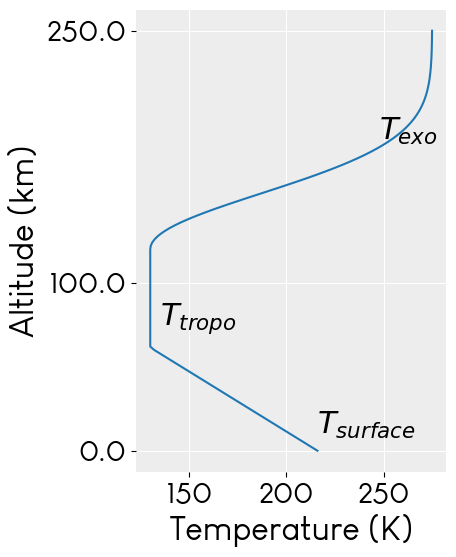 250.0
T_exo
100.0
T_tropo
T_surface
0.0
150 200 250
Temperature (K)
Altitude (km)